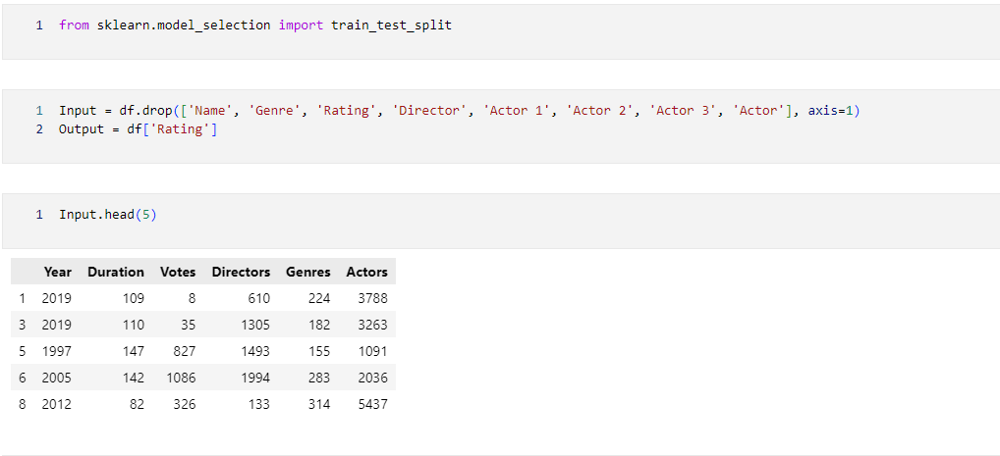 1 from sklearn.model_selection import train_test_split
1 Input = df.drop(['Name', 'Genre', 'Rating', 'Director', 'Actor 1', 'Actor 2', 'Actor 3', 'Actor'], axis=1)
2 Output = df['Rating']
1 Input.head(5)
Year Duration Votes Directors Genres Actors
1 2019 109 8 610 224 3788
3 2019 110 35 1305 182 3263
5 1997 147 827 1493 155 1091
6 2005 142 1086 1994 283 2036
8 2012 82 326 133 314 5437